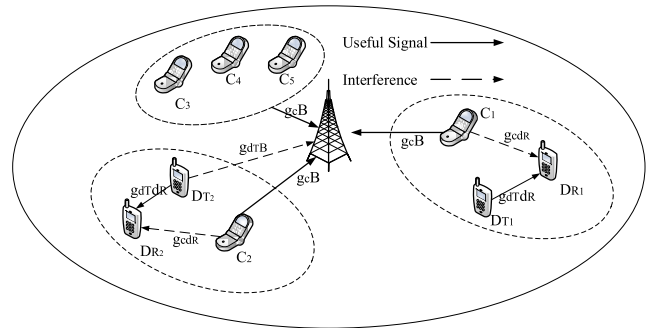 Useful Signal
Interference
C3
C4
C5
gcB
C1
gcB
gcdR
DR1
gdTdR
DT1
gdTB
gcB
DT2
gdTdR
DR2
gcdR
C2